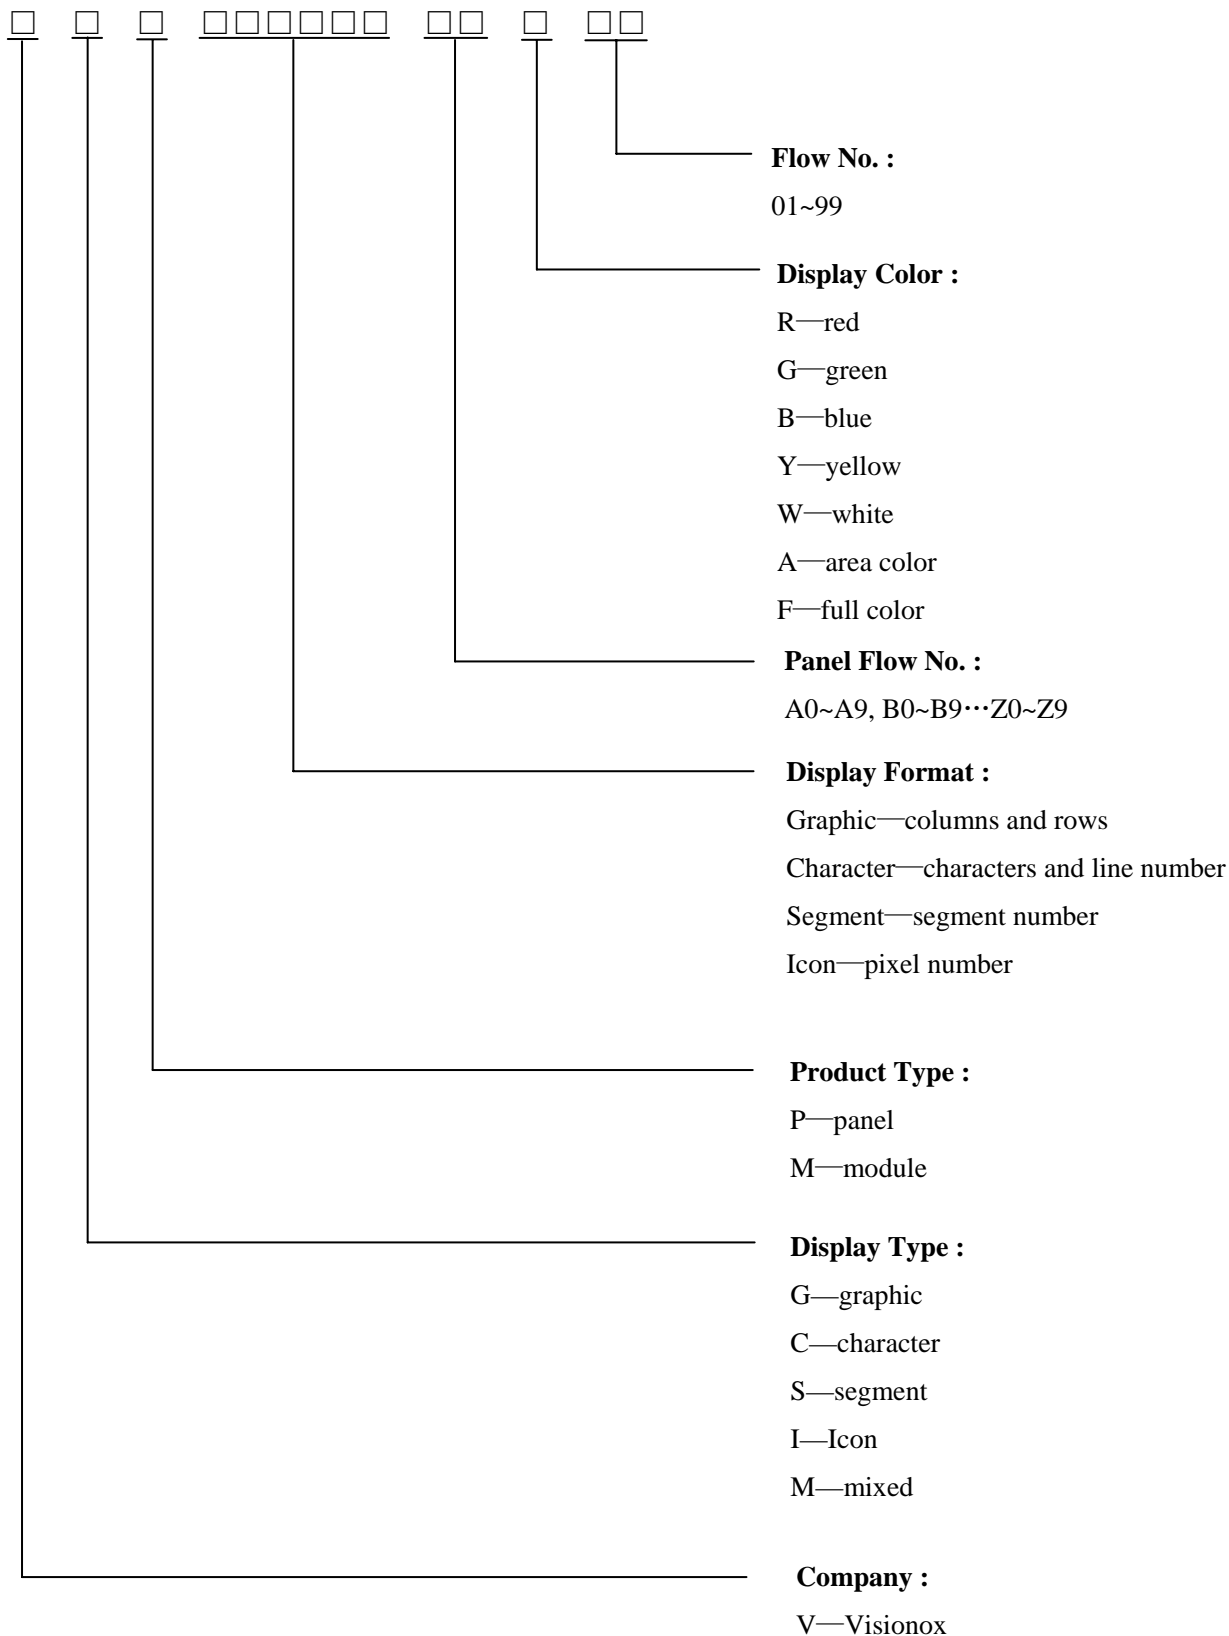 □ □ □ □□□□□□ □□ □ □□
Flow No. :
01~99
Display Color :
R—red
G—green
B—blue
Y—yellow
W—white
A—area color
F—full color
Panel Flow No. :
A0~A9, B0~B9···Z0~Z9
Display Format :
Graphic—columns and rows
Character—characters and line number
Segment—segment number
Icon—pixel number
Product Type :
P—panel
M—module
Display Type :
G—graphic
C—character
S—segment
I—Icon
M—mixed
Company :
V—Visionox